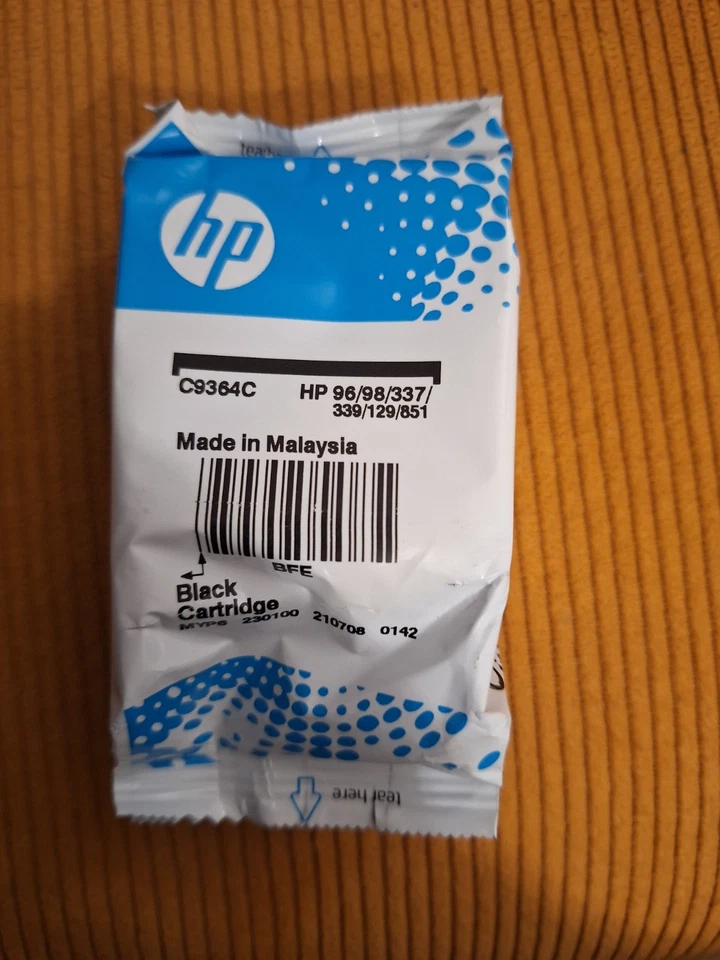 hp
C9364C HP 96/98/337/
339/129/851
Made in Malaysia
BFE
Black
Cartridge
MYP6 230100 210708 0142
tear here